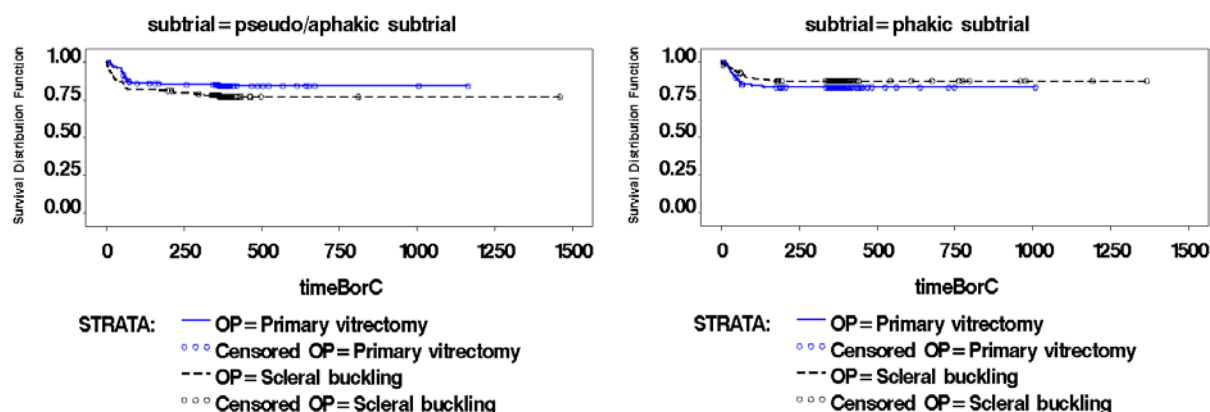 subtrial=pseudo/aphakic subtrial
Survival Distribution Function
1.00
0.75
0.50
0.25
0.00
0 250 500 750 1000 1250 1500
timeBorC
STRATA: OP=Primary vitrectomy
Censored OP=Primary vitrectomy
OP=Scleral buckling
Censored OP=Scleral buckling
subtrial=phakic subtrial
Survival Distribution Function
1.00
0.75
0.50
0.25
0.00
0 250 500 750 1000 1250 1500
timeBorC
STRATA: OP=Primary vitrectomy
Censored OP=Primary vitrectomy
OP=Scleral buckling
Censored OP=Scleral buckling